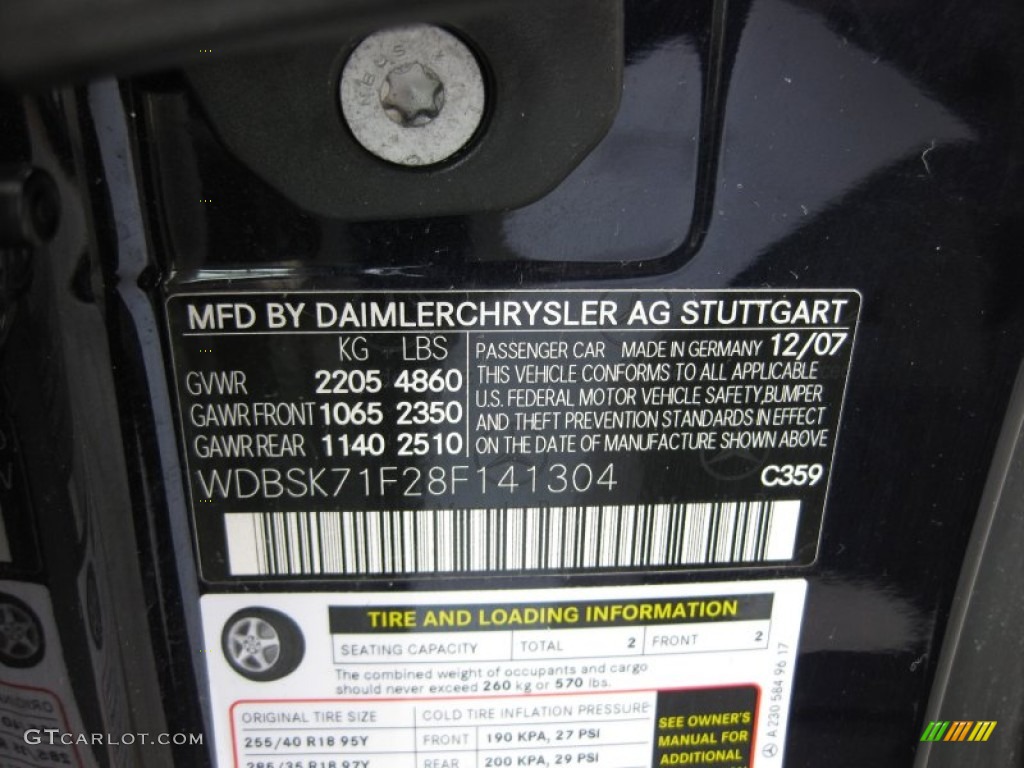 MFD BY DAIMLERCHRYSLER AG STUTTGART
KG LBS
GVWR 2205 4860
GAWR FRONT 1065 2350
GAWR REAR 1140 2510
PASSENGER CAR MADE IN GERMANY 12/07
THIS VEHICLE CONFORMS TO ALL APPLICABLE
U.S. FEDERAL MOTOR VEHICLE SAFETY, BUMPER
AND THEFT PREVENTION STANDARDS IN EFFECT
ON THE DATE OF MANUFACTURE SHOWN ABOVE
WDBSK71F28F141304 C359
TIRE AND LOADING INFORMATION
SEATING CAPACITY TOTAL 2 FRONT 2
The combined weight of occupants and cargo
should never exceed 260 kg or 570 lbs.
ORIGINAL TIRE SIZE COLD TIRE INFLATION PRESSURE
255/40 R18 95Y FRONT 190 KPA, 27 PSI
285/35 R18 97Y REAR 200 KPA, 29 PSI
SEE OWNER'S
MANUAL FOR
ADDITIONAL
A 230 584 96 17
GTCARLOT.COM